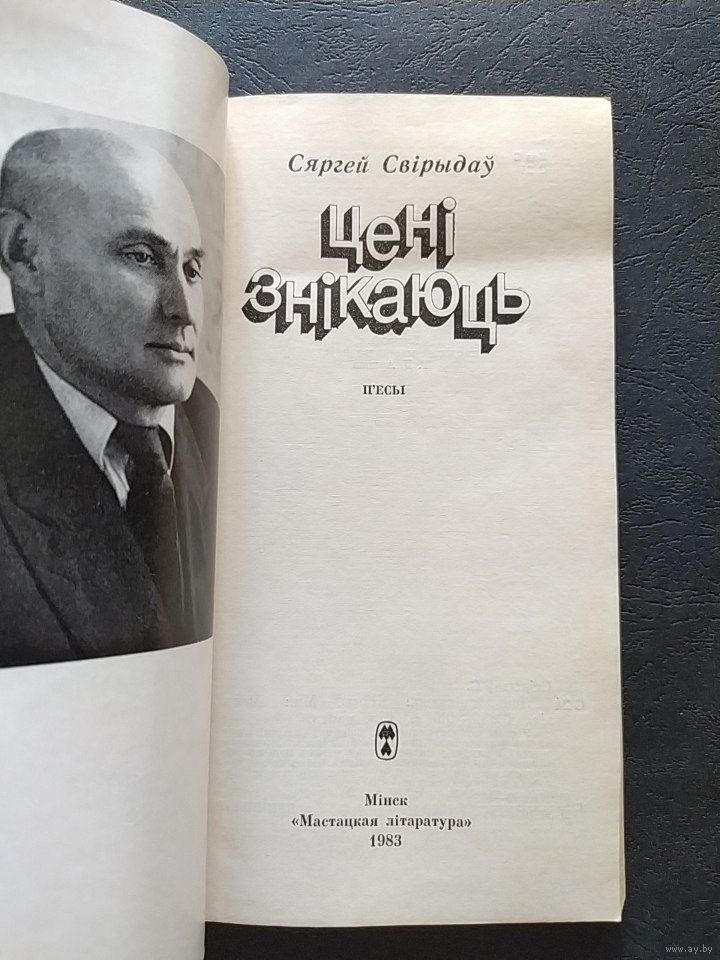 Сяргей Свірыдаў
цені
знікаюць
П'ЕСЫ
Мінск
«Мастацкая літаратура»
1983
www.ay.by